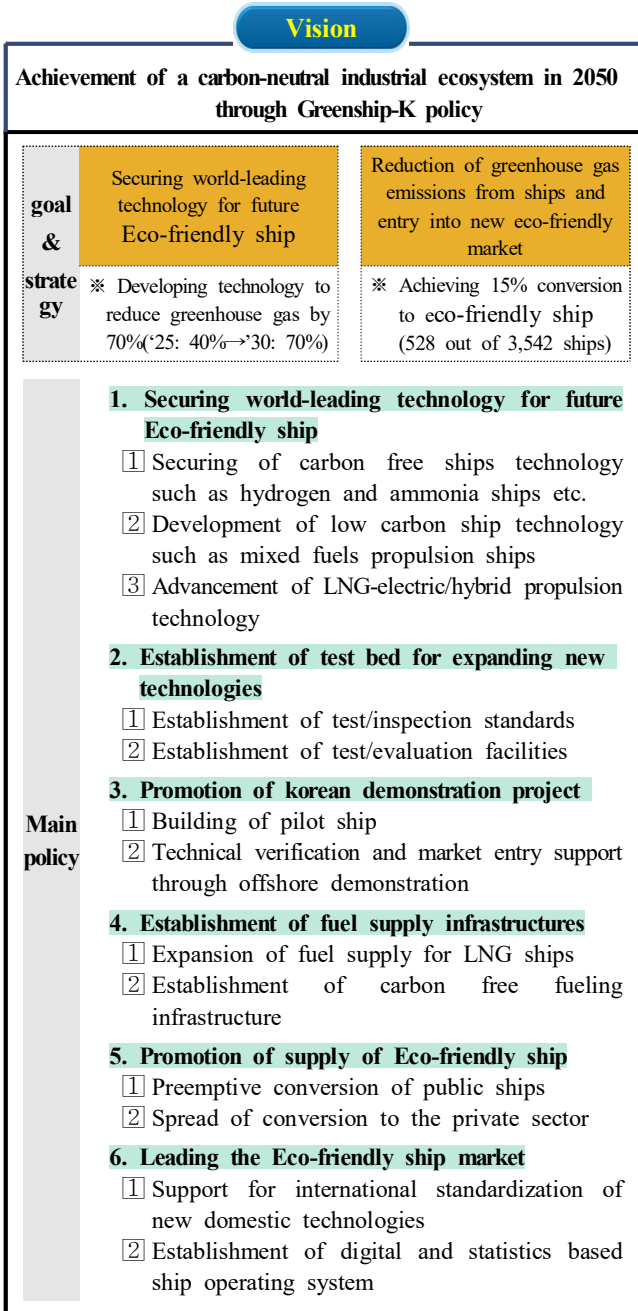 Vision
Achievement of a carbon-neutral industrial ecosystem in 2050
through Greenship-K policy
goal
&
strate
gy
Securing world-leading
technology for future
Eco-friendly ship
Reduction of greenhouse gas
emissions from ships and
entry into new eco-friendly
market
※ Developing technology to
reduce greenhouse gas by
70%(‘25: 40%→’30: 70%)
※ Achieving 15% conversion
to eco-friendly ship
(528 out of 3,542 ships)
Main
policy
1. Securing world-leading technology for future
Eco-friendly ship
1 Securing of carbon free ships technology
such as hydrogen and ammonia ships etc.
2 Development of low carbon ship technology
such as mixed fuels propulsion ships
3 Advancement of LNG-electric/hybrid propulsion
technology
2. Establishment of test bed for expanding new
technologies
1 Establishment of test/inspection standards
2 Establishment of test/evaluation facilities
3. Promotion of korean demonstration project
1 Building of pilot ship
2 Technical verification and market entry support
through offshore demonstration
4. Establishment of fuel supply infrastructures
1 Expansion of fuel supply for LNG ships
2 Establishment of carbon free fueling
infrastructure
5. Promotion of supply of Eco-friendly ship
1 Preemptive conversion of public ships
2 Spread of conversion to the private sector
6. Leading the Eco-friendly ship market
1 Support for international standardization of
new domestic technologies
2 Establishment of digital and statistics based
ship operating system